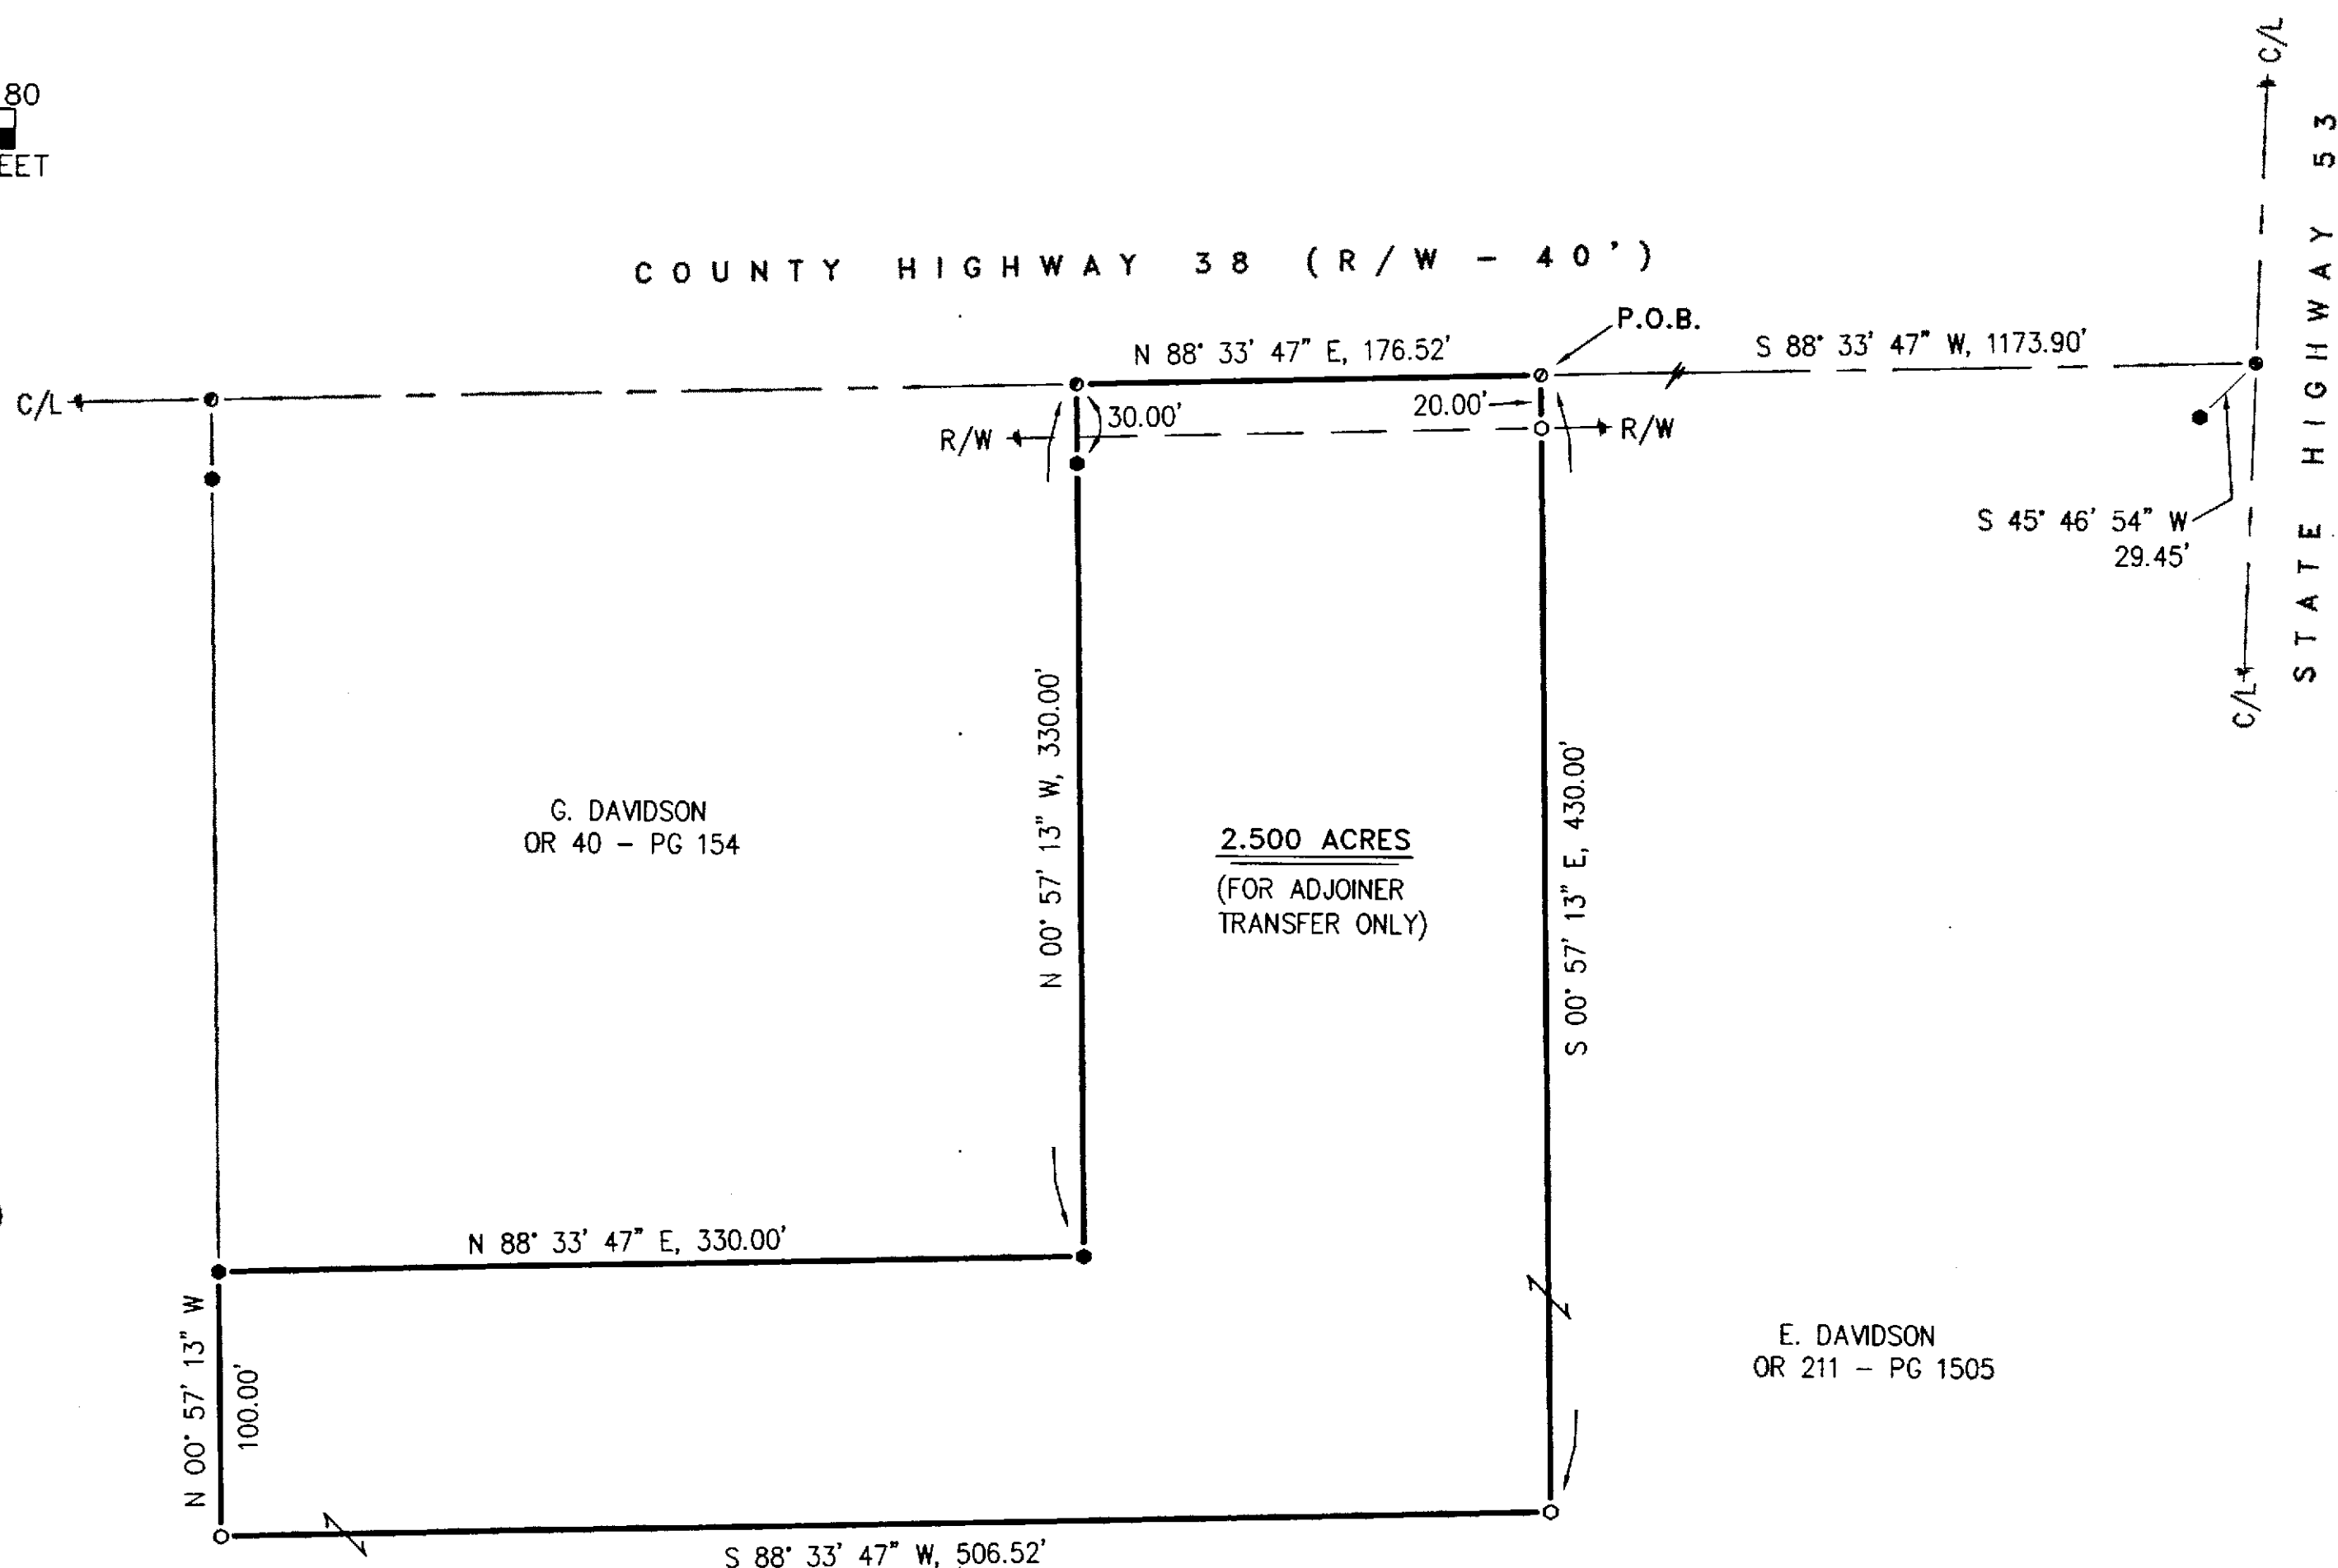 80
EET
C/L
STATE HIGHWAY 53
COUNTY HIGHWAY 38 (R/W - 40')
P.O.B.
N 88° 33' 47" E, 176.52'
S 88° 33' 47" W, 1173.90'
C/L
30.00'
20.00'
R/W
R/W
S 45° 46' 54" W
29.45'
C/L
N 00° 57' 13" W, 330.00'
S 00° 57' 13" E, 430.00'
G. DAVIDSON
OR 40 - PG 154
2.500 ACRES
(FOR ADJOINER
TRANSFER ONLY)
N 88° 33' 47" E, 330.00'
N 00° 57' 13" W
100.00'
E. DAVIDSON
OR 211 - PG 1505
S 88° 33' 47" W, 506.52'